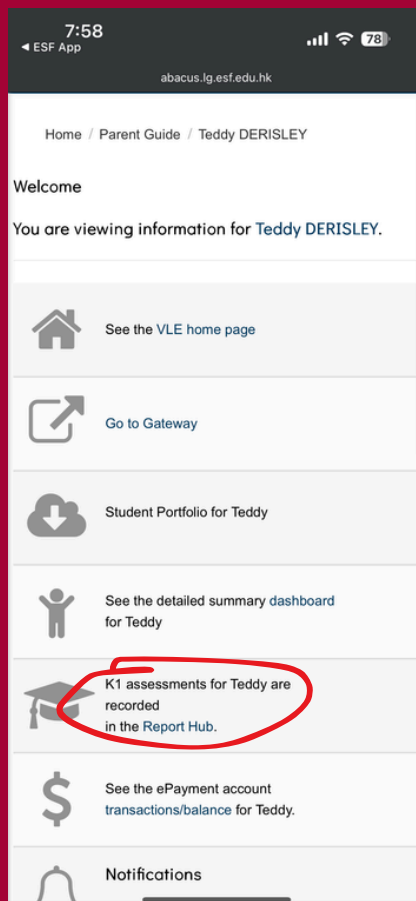 7:58
78
◀ ESF App
abacus.lg.esf.edu.hk
Home / Parent Guide / Teddy DERISLEY
Welcome
You are viewing information for Teddy DERISLEY.
See the VLE home page
Go to Gateway
Student Portfolio for Teddy
See the detailed summary dashboard
for Teddy
K1 assessments for Teddy are
recorded
in the Report Hub.
$
See the ePayment account
transactions/balance for Teddy.
Notifications